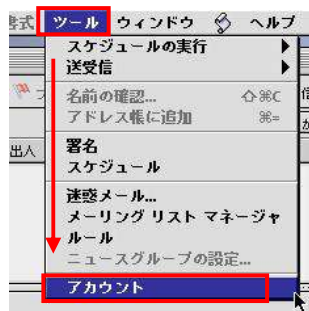 書式 ツール ウィンドウ ヘルプ
スケジュールの実行
送受信
名前の確認... ⇧⌘C
アドレス帳に追加 ⌘=
出人
署名
スケジュール
迷惑メール...
メーリング リスト マネージャ
ルール
ニュースグループの設定...
アカウント